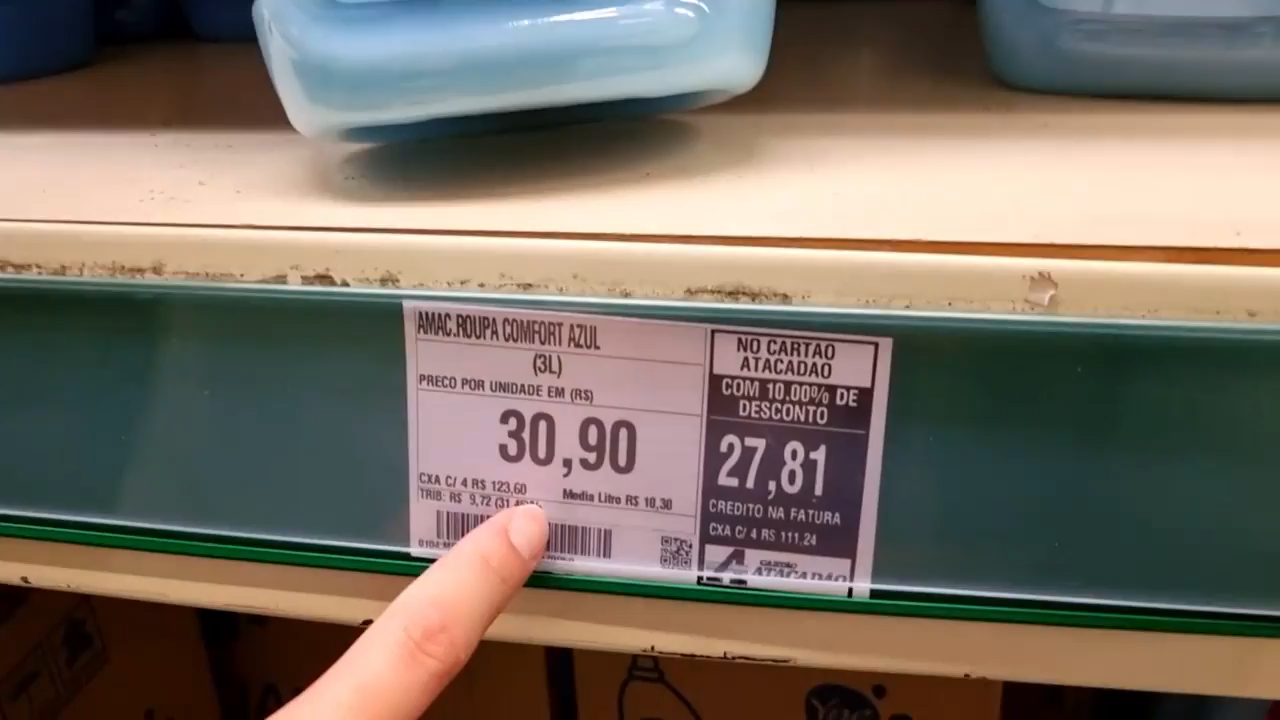 AMAC.ROUPA COMFORT AZUL
(3L)
PRECO POR UNIDADE EM (R$)
30,90
CXA C/ 4 R$ 123,60
Media Litro R$ 10,30
TRIB: R$ 9,72
NO CARTAO
ATACADAO
COM 10.00% DE
DESCONTO
27,81
CREDITO NA FATURA
CXA C/ 4 R$ 111,24
CARTÃO
ATACADÃO